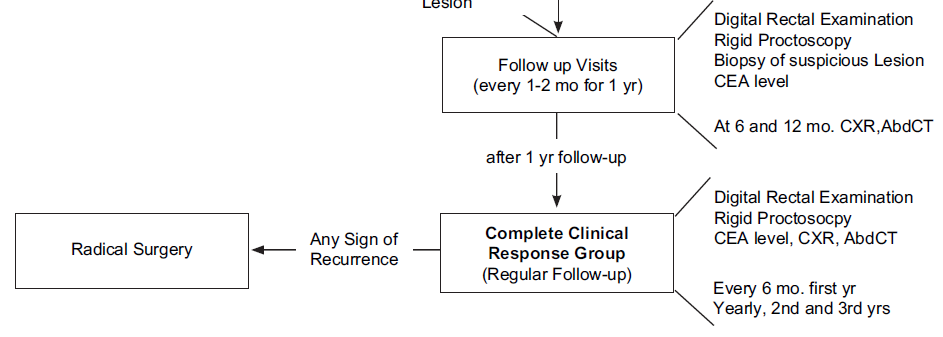 Lesion
Digital Rectal Examination
Rigid Proctoscopy
Biopsy of suspicious Lesion
CEA level
Follow up Visits
(every 1-2 mo for 1 yr)
At 6 and 12 mo. CXR,AbdCT
after 1 yr follow-up
Digital Rectal Examination
Rigid Proctosocpy
CEA level, CXR, AbdCT
Complete Clinical
Response Group
(Regular Follow-up)
Any Sign of
Recurrence
Radical Surgery
Every 6 mo. first yr
Yearly, 2nd and 3rd yrs